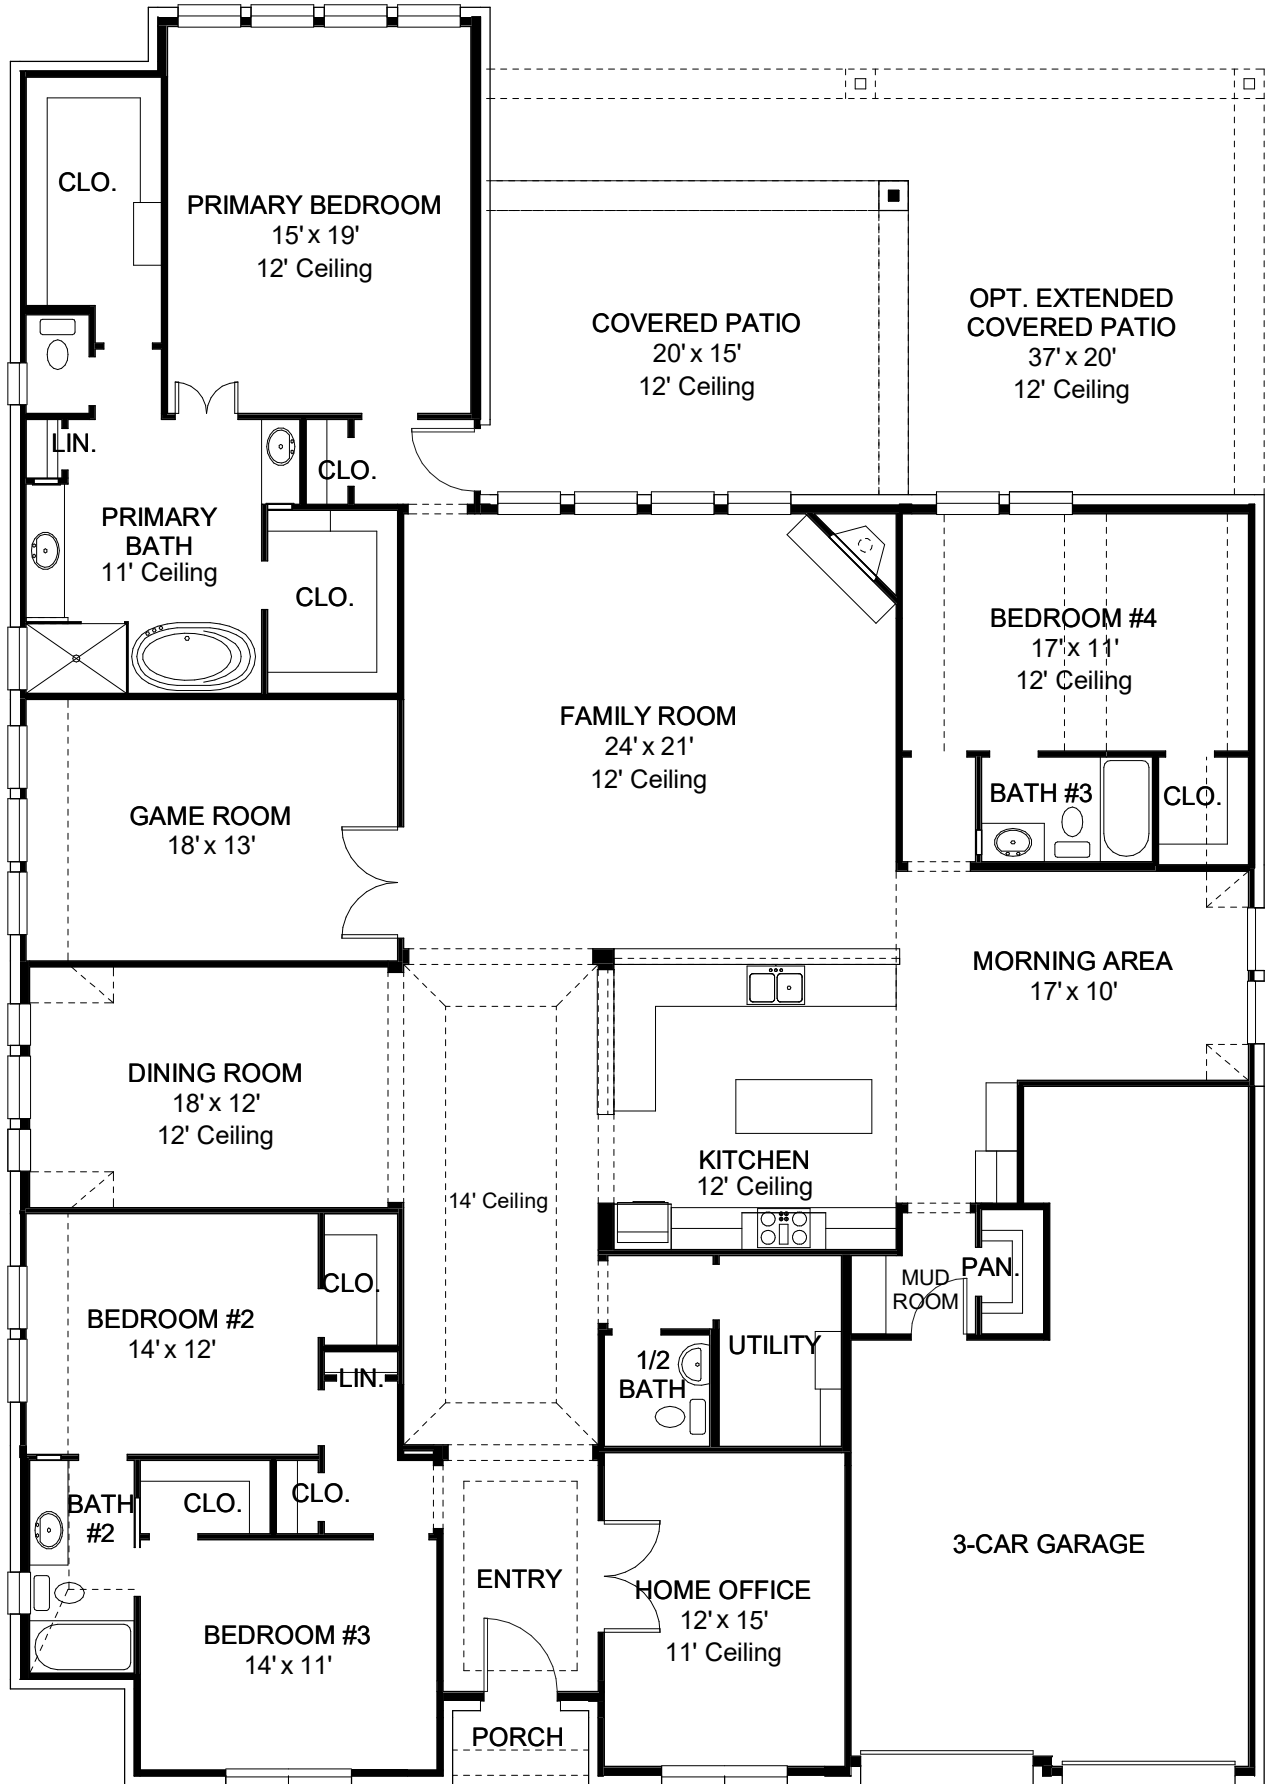 CLO.
PRIMARY BEDROOM
15' x 19'
12' Ceiling
COVERED PATIO
20' x 15'
12' Ceiling
OPT. EXTENDED
COVERED PATIO
37' x 20'
12' Ceiling
LIN.
CLO.
PRIMARY
BATH
11' Ceiling
CLO.
BEDROOM #4
17' x 11'
12' Ceiling
FAMILY ROOM
24' x 21'
12' Ceiling
BATH #3
CLO.
GAME ROOM
18' x 13'
MORNING AREA
17' x 10'
DINING ROOM
18' x 12'
12' Ceiling
KITCHEN
12' Ceiling
14' Ceiling
MUD
ROOM
PAN.
CLO.
BEDROOM #2
14' x 12'
UTILITY
1/2
BATH
LIN.
CLO.
CLO.
BATH
#2
3-CAR GARAGE
ENTRY
HOME OFFICE
12' x 15'
11' Ceiling
BEDROOM #3
14' x 11'
PORCH